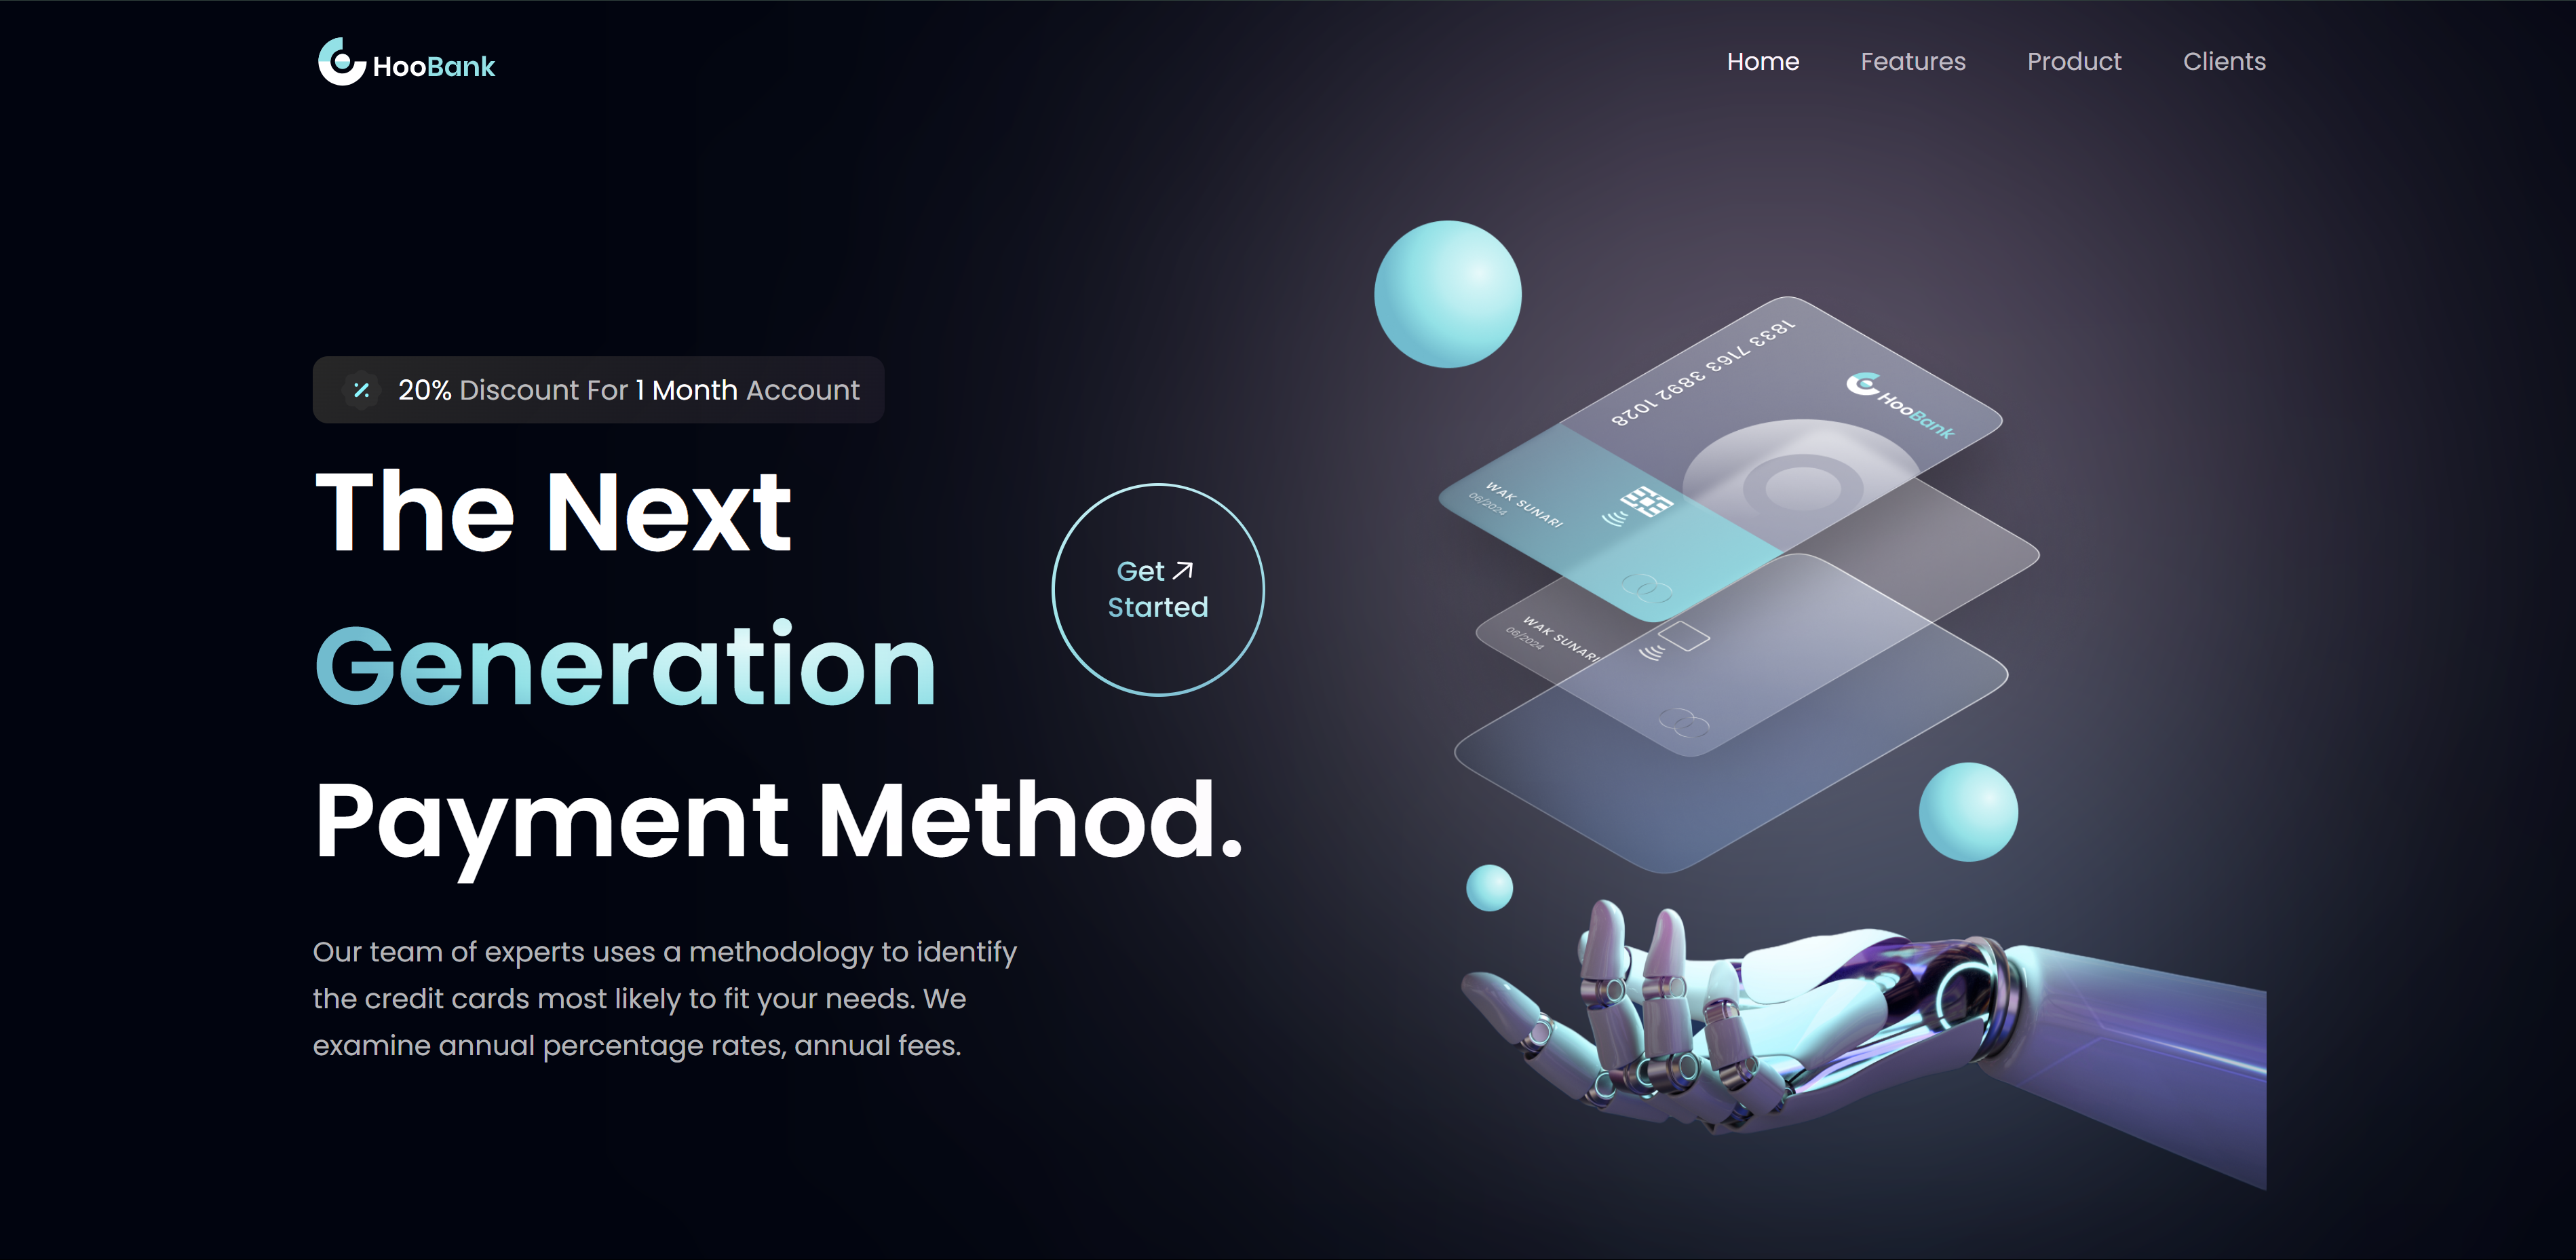 HooBank
Home Features Product Clients
20% Discount For 1 Month Account
The Next
Generation
Payment Method.
Get
Started
Our team of experts uses a methodology to identify
the credit cards most likely to fit your needs. We
examine annual percentage rates, annual fees.
1833 7163 3892 1028
HooBank
WAK SUNARI
06/2024
WAK SUNARI
06/2024